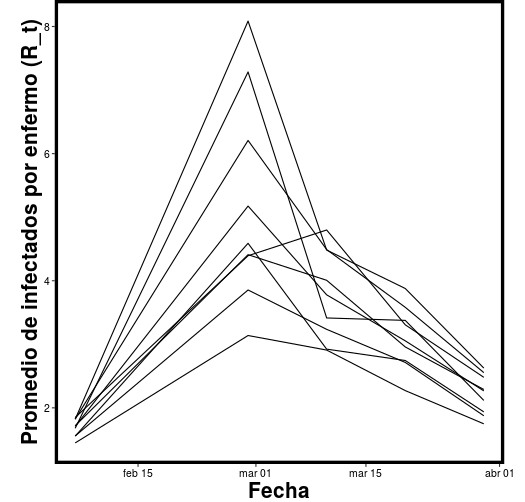 Promedio de infectados por enfermo (R_t)
8
6
4
2
feb 15
mar 01
mar 15
abr 01
Fecha